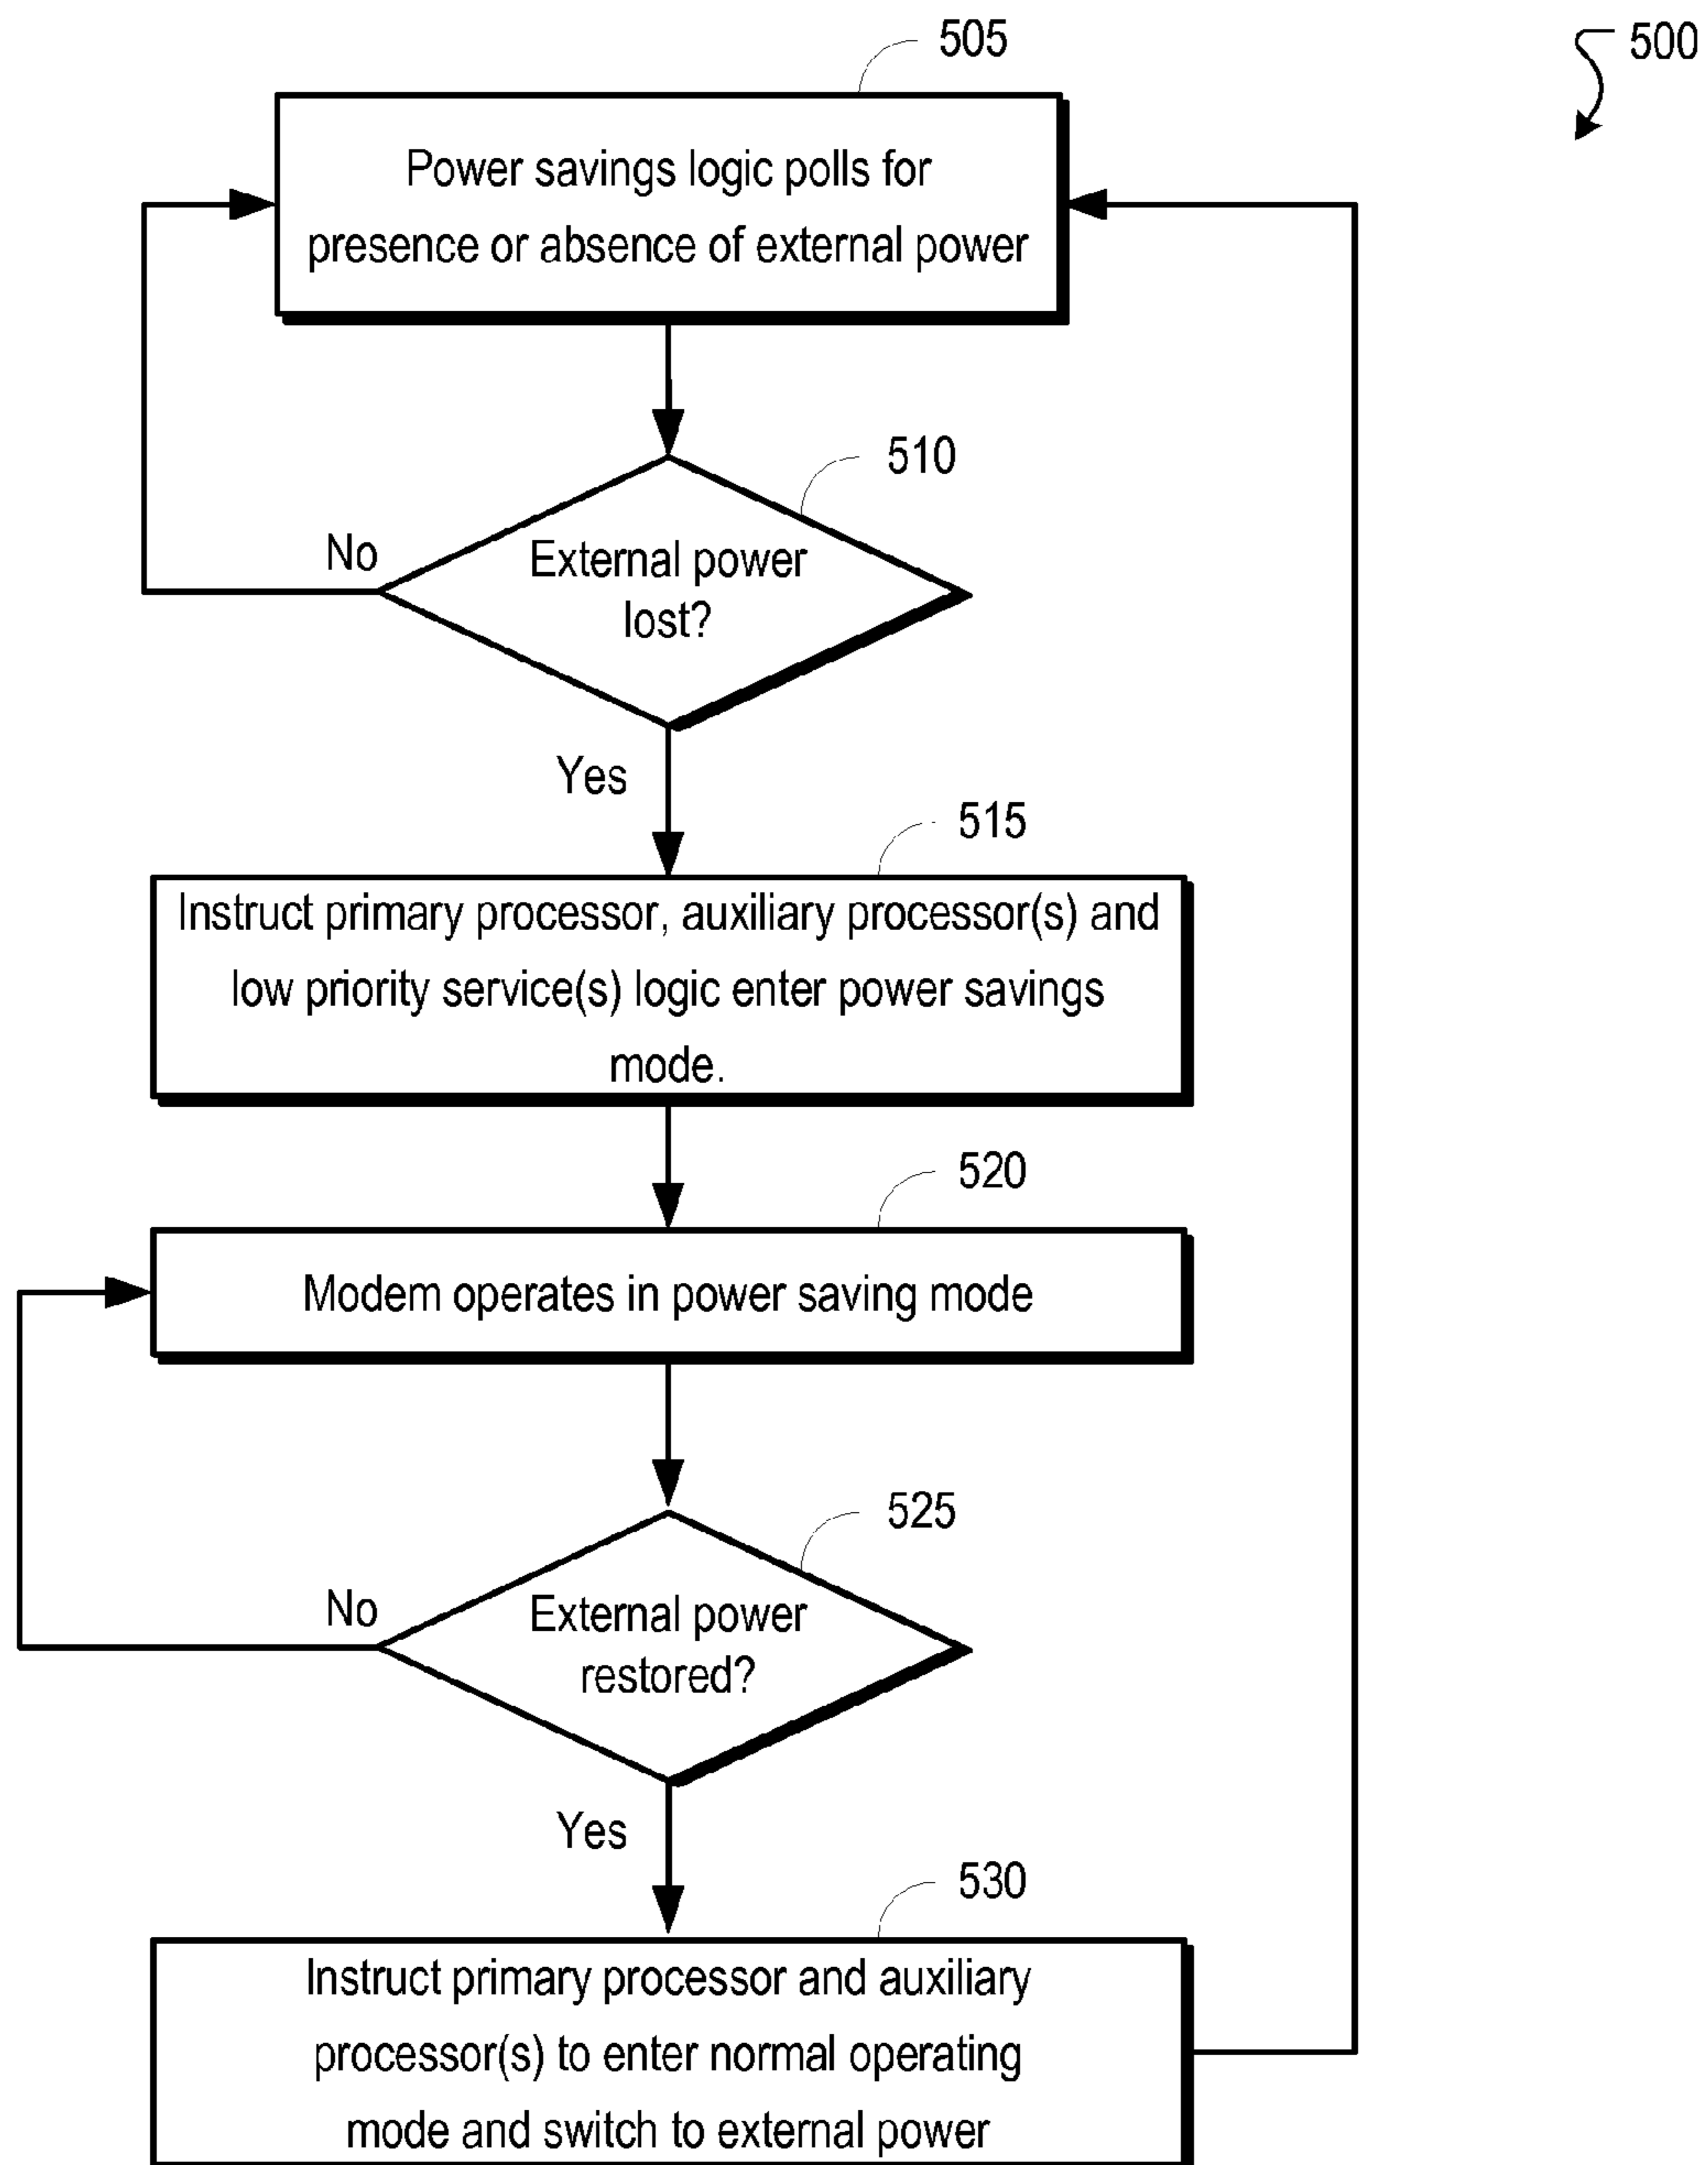 505
500
Power savings logic polls for
presence or absence of external power
510
External power
lost?
No
Yes
515
Instruct primary processor, auxiliary processor(s) and
low priority service(s) logic enter power savings
mode.
520
Modem operates in power saving mode
525
External power
restored?
No
Yes
530
Instruct primary processor and auxiliary
processor(s) to enter normal operating
mode and switch to external power